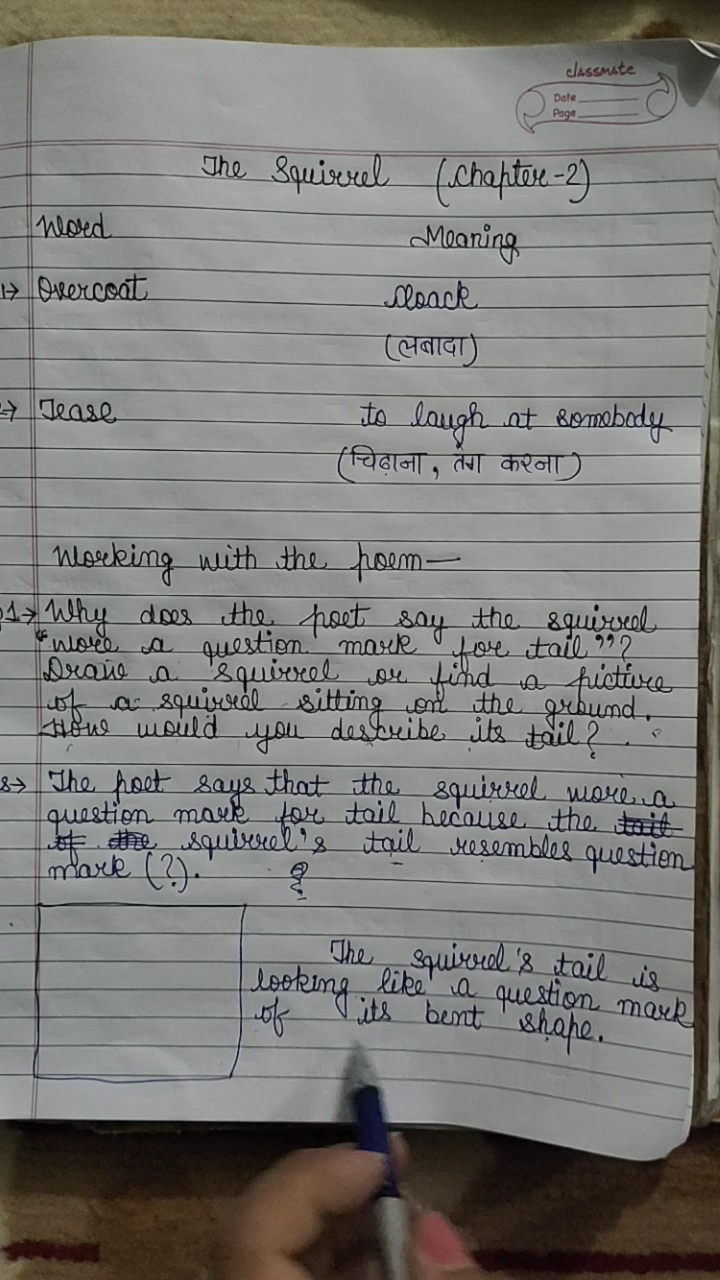 classmate
Date
Page
The Squirrel (Chapter-2)
Word Meaning
1→ Overcoat cloack
(लबादा)
2→ Tease to laugh at somebody
(चिढ़ाना, तंग करना)
Working with the poem—
Q1→ Why does the poet say the squirrel
"wore a question mark for tail"?
Draw a squirrel or find a picture
of a squirrel sitting on the ground.
How would you describe its tail?
The poet says that the squirrel wore a
question mark for tail because the tail
of the squirrel's tail resembles question
mark (?). ?
The squirrel's tail is
looking like a question mark
of its bent shape.